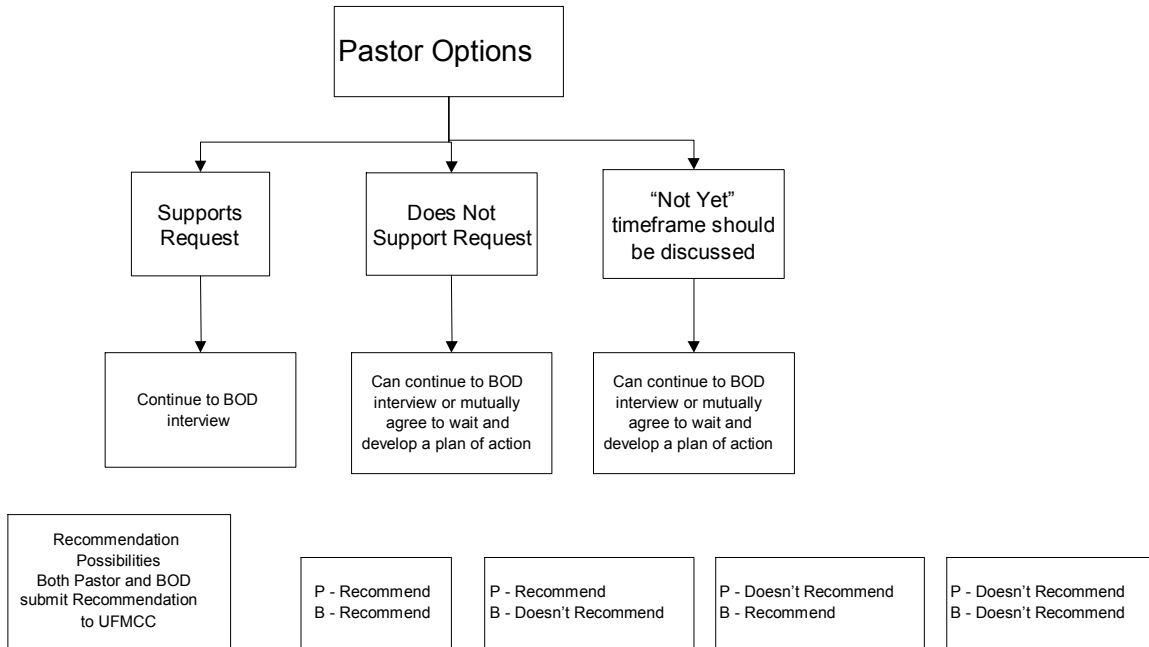 Pastor Options
Supports
Request
Does Not
Support Request
“Not Yet”
timeframe should
be discussed
Continue to BOD
interview
Can continue to BOD
interview or mutually
agree to wait and
develop a plan of action
Can continue to BOD
interview or mutually
agree to wait and
develop a plan of action
Recommendation
Possibilities
Both Pastor and BOD
submit Recommendation
to UFMCC
P - Recommend
B - Recommend
P - Recommend
B - Doesn’t Recommend
P - Doesn’t Recommend
B - Recommend
P - Doesn’t Recommend
B - Doesn’t Recommend